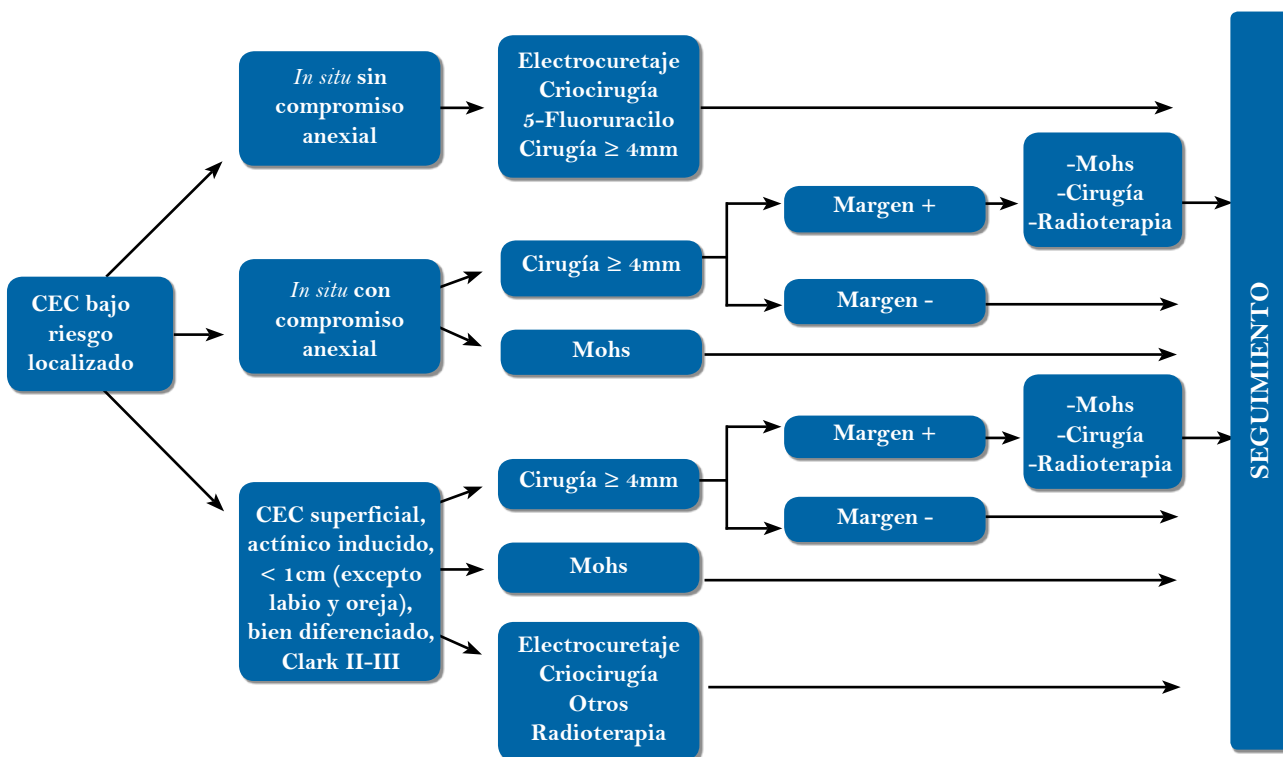 CEC bajo
riesgo
localizado
In situ sin
compromiso
anexial
Electrocuretaje
Criocirugía
5-Fluoruracilo
Cirugía ≥ 4mm
In situ con
compromiso
anexial
Cirugía ≥ 4mm
Margen +
-Mohs
-Cirugía
-Radioterapia
Margen -
Mohs
CEC superficial,
actínico inducido,
< 1cm (excepto
labio y oreja),
bien diferenciado,
Clark II-III
Cirugía ≥ 4mm
Margen +
-Mohs
-Cirugía
-Radioterapia
Margen -
Mohs
Electrocuretaje
Criocirugía
Otros
Radioterapia
SEGUIMIENTO